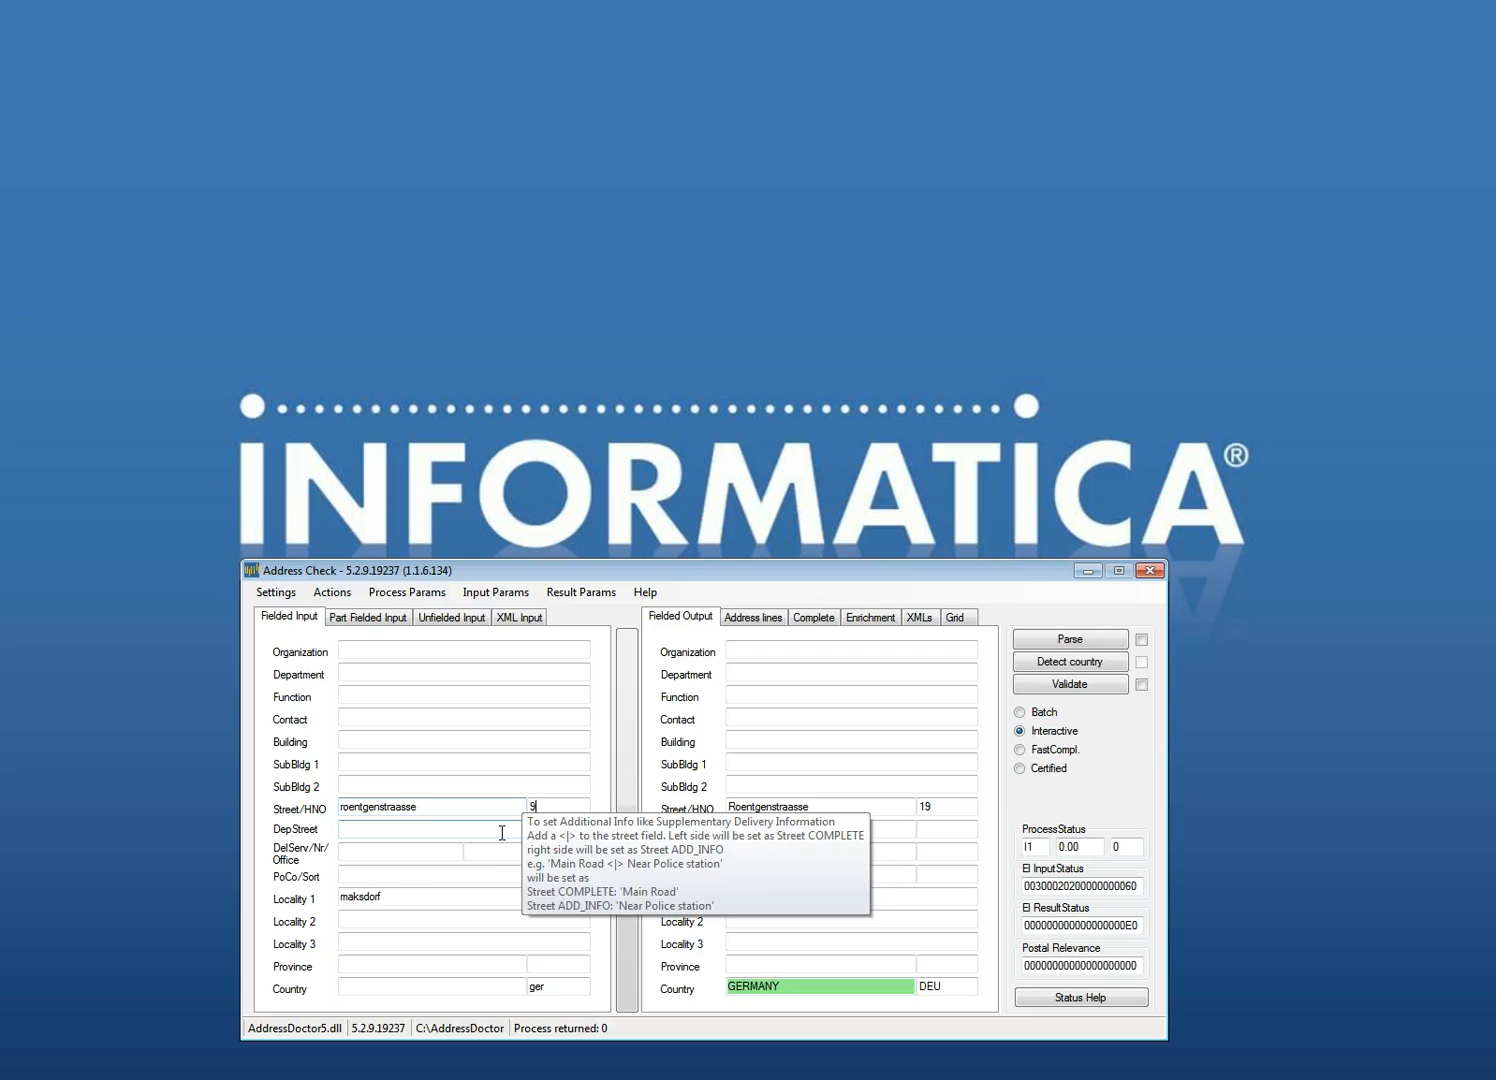 INFORMATICA®
Address Check - 5.2.9.19237 (1.1.6.134)
Settings Actions Process Params Input Params Result Params Help
Fielded Input Part Fielded Input Unfielded Input XML Input
Fielded Output Address lines Complete Enrichment XMLs Grid
Organization
Department
Function
Contact
Building
SubBldg 1
SubBldg 2
Street/HNO roentgenstraasse 9
DepStreet
DelServ/Nr/
Office
PoCo/Sort
Locality 1 maksdorf
Locality 2
Locality 3
Province
Country ger
Organization
Department
Function
Contact
Building
SubBldg 1
SubBldg 2
Street/HNO Roentgenstraasse 19
To set Additional Info like Supplementary Delivery Information
Add a <|> to the street field. Left side will be set as Street COMPLETE
right side will be set as Street ADD_INFO
e.g. 'Main Road <|> Near Police station'
will be set as
Street COMPLETE: 'Main Road'
Street ADD_INFO: 'Near Police station'
Locality 2
Locality 3
Province
Country GERMANY DEU
Parse
Detect country
Validate
Batch
Interactive
FastCompl.
Certified
ProcessStatus
I1 0.00 0
El InputStatus
00300020200000000060
El ResultStatus
000000000000000000E0
Postal Relevance
00000000000000000000
Status Help
AddressDoctor5.dll 5.2.9.19237 C:\AddressDoctor Process returned: 0